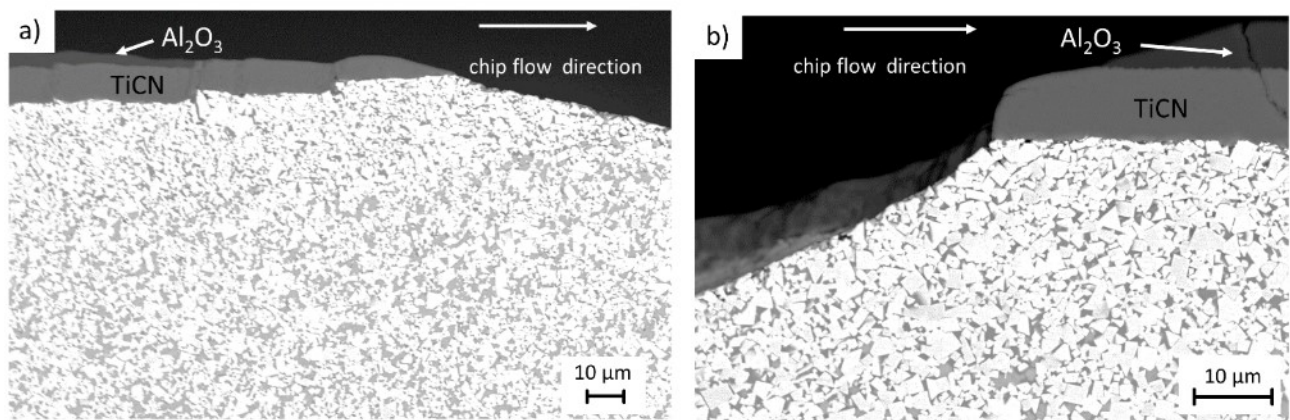 a)
Al₂O₃
chip flow direction
TiCN
10 µm
b)
Al₂O₃
chip flow direction
TiCN
10 µm